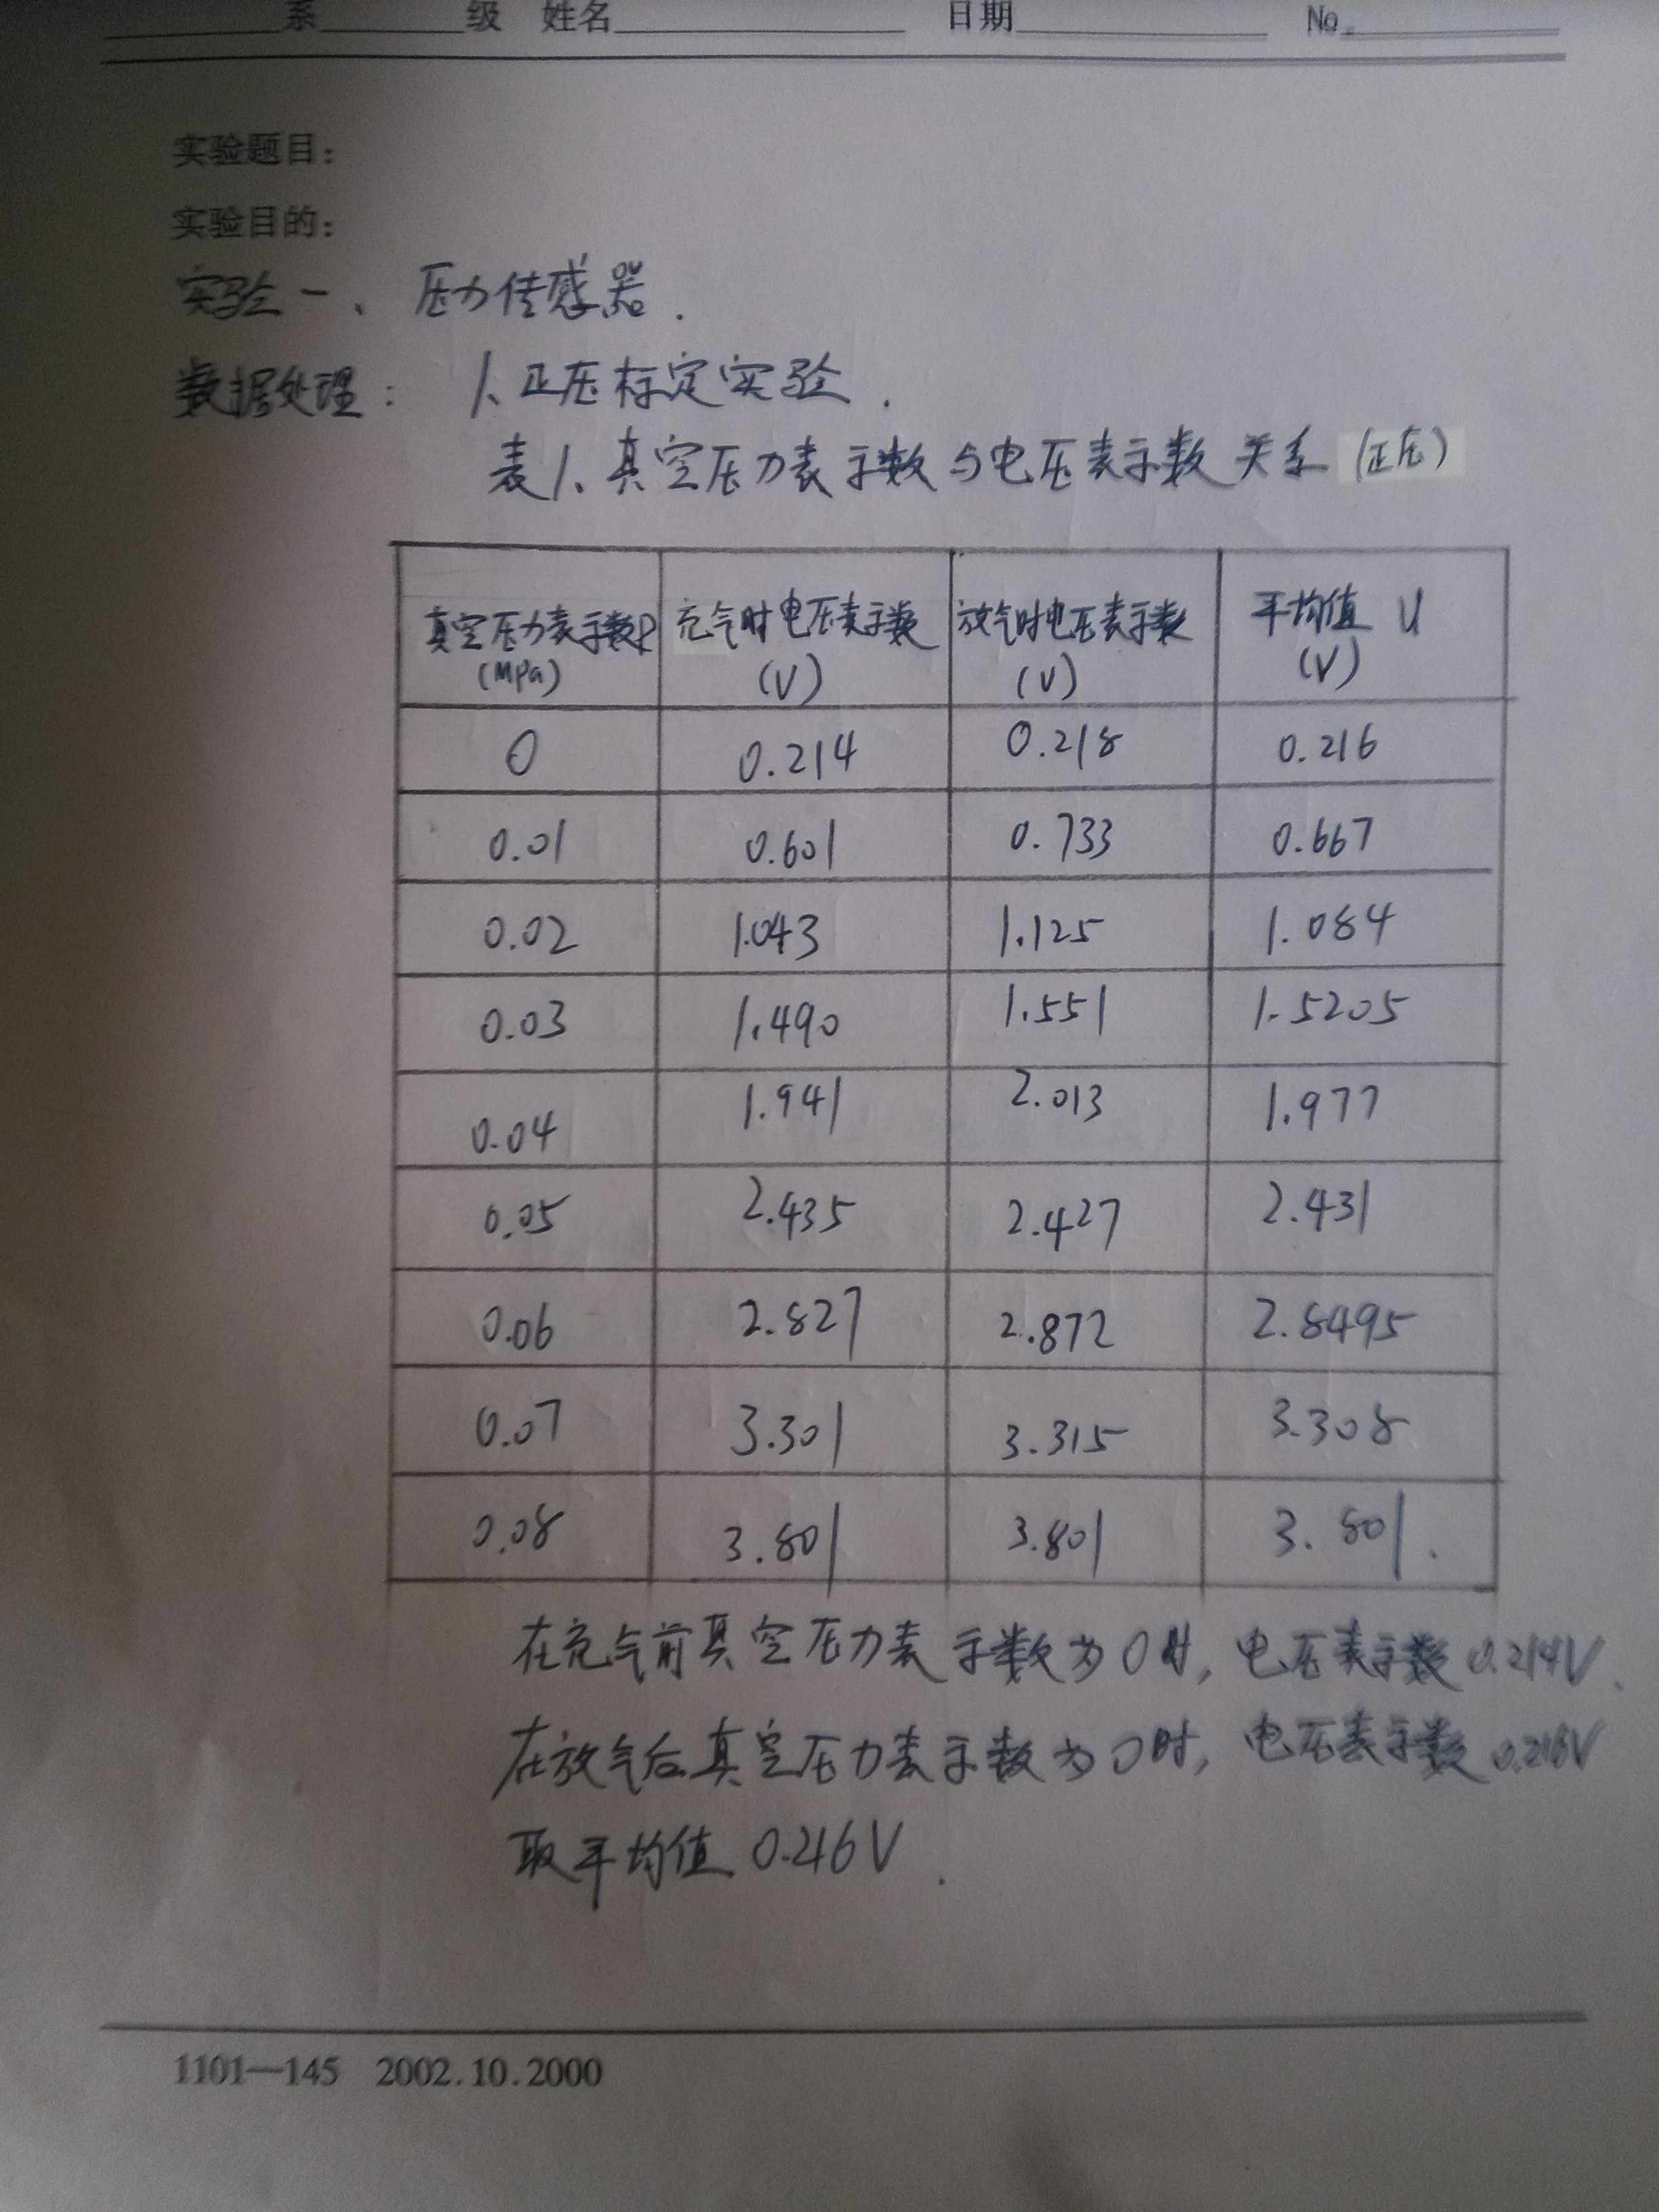 系 级 姓名 日期 No.
实验题目：
实验目的：
实验一、压力传感器.
数据处理： 1、正压标定实验.
表1、真空压力表示数与电压表示数关系(正压)
真空压力表示数P (MPa) 充气时电压表示数 (V) 放气时电压表示数 (V) 平均值 U (V)
0 0.214 0.218 0.216
0.01 0.601 0.733 0.667
0.02 1.043 1.125 1.084
0.03 1.490 1.551 1.5205
0.04 1.941 2.013 1.977
0.05 2.435 2.427 2.431
0.06 2.827 2.872 2.8495
0.07 3.301 3.315 3.308
0.08 3.801 3.801 3.801.
在充气前真空压力表示数为0时, 电压表示数0.214V.
在放气后真空压力表示数为0时, 电压表示数
取平均值 0.216V.
1101—145 2002.10.2000